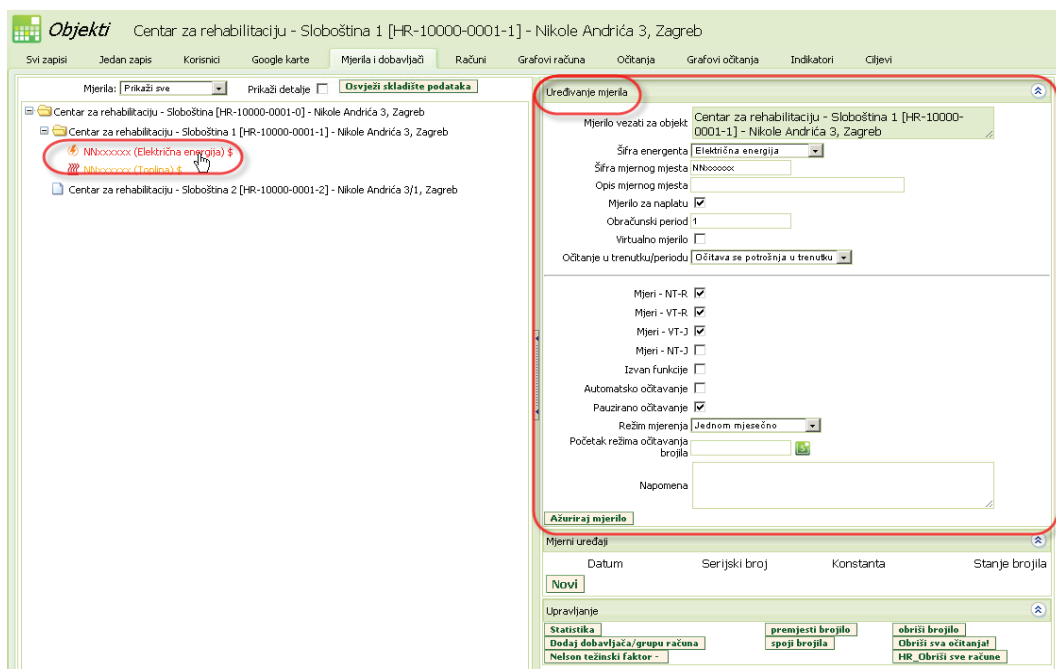 Objekti Centar za rehabilitaciju - Sloboština 1 [HR-10000-0001-1] - Nikole Andrića 3, Zagreb
Svi zapisi Jedan zapis Korisnici Google karte Mjerila i dobavljači Računi Grafovi računa Očitanja Grafovi očitanja Indikatori Ciljevi
Mjerila: Prikaži sve Prikaži detalje Osvježi skladište podataka
Centar za rehabilitaciju - Sloboština [HR-10000-0001-0] - Nikole Andrića 3, Zagreb
Centar za rehabilitaciju - Sloboština 1 [HR-10000-0001-1] - Nikole Andrića 3, Zagreb
NNxxxxxx (Električna energija) $
NNxxxxxx (Toplina) $
Centar za rehabilitaciju - Sloboština 2 [HR-10000-0001-2] - Nikole Andrića 3/1, Zagreb
Uređivanje mjerila
Mjerilo vezati za objekt Centar za rehabilitaciju - Sloboština 1 [HR-10000-
0001-1] - Nikole Andrića 3, Zagreb
Šifra energenta Električna energija
Šifra mjernog mjesta NNxxxxxx
Opis mjernog mjesta
Mjerilo za naplatu
Obračunski period 1
Virtualno mjerilo
Očitanje u trenutku/periodu Očitava se potrošnja u trenutku
Mjeri - NT-R
Mjeri - VT-R
Mjeri - VT-J
Mjeri - NT-J
Izvan funkcije
Automatsko očitavanje
Pauzirano očitavanje
Režim mjerenja Jednom mjesečno
Početak režima očitavanja
brojila
Napomena
Ažuriraj mjerilo
Mjerni uređaji
Datum Serijski broj Konstanta Stanje brojila
Novi
Upravljanje
Statistika premjesti brojilo obriši brojilo
Dodaj dobavljača/grupu računa spoji brojilo Obriši sva očitanja!
Nelson težinski faktor - HR_Obriši sve račune